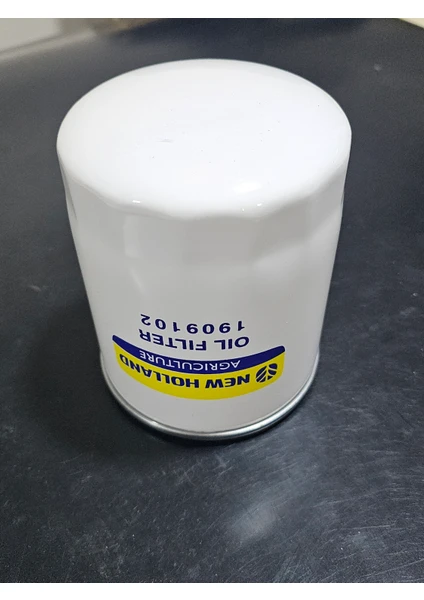 NEW HOLLAND
AGRICULTURE
OIL FILTER
1909102